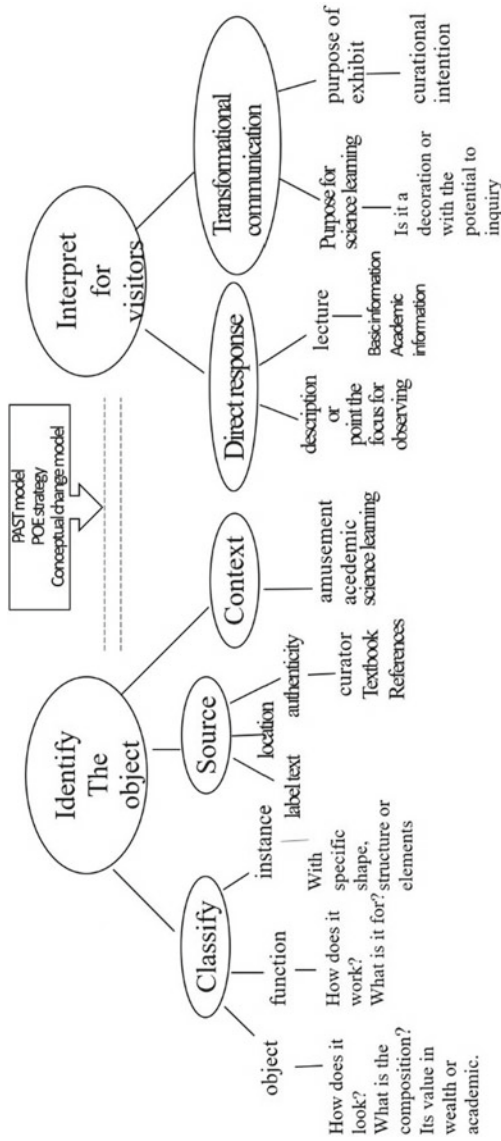 PAST model
POE strategy
Conceptual change model
Identify
The
object
Interpret
for
visitors
Classify
Source
Context
Direct response
Transformational
communication
object
function
instance
label text
location
authenticity
amusement
acedemic
science learning
description
or
point the
focus for
observing
lecture
Purpose for
science learning
purpose of
exhibit
How does it
look?
What is the
composition?
Its value in
wealth or
academic.
How does it
work?
What is it for?
With
specific
shape,
structure or
elements
curator
Textbook
References
Basic information
Academic
information
Is it a
decoration or
with the
potential to
inquiry
curational
intention